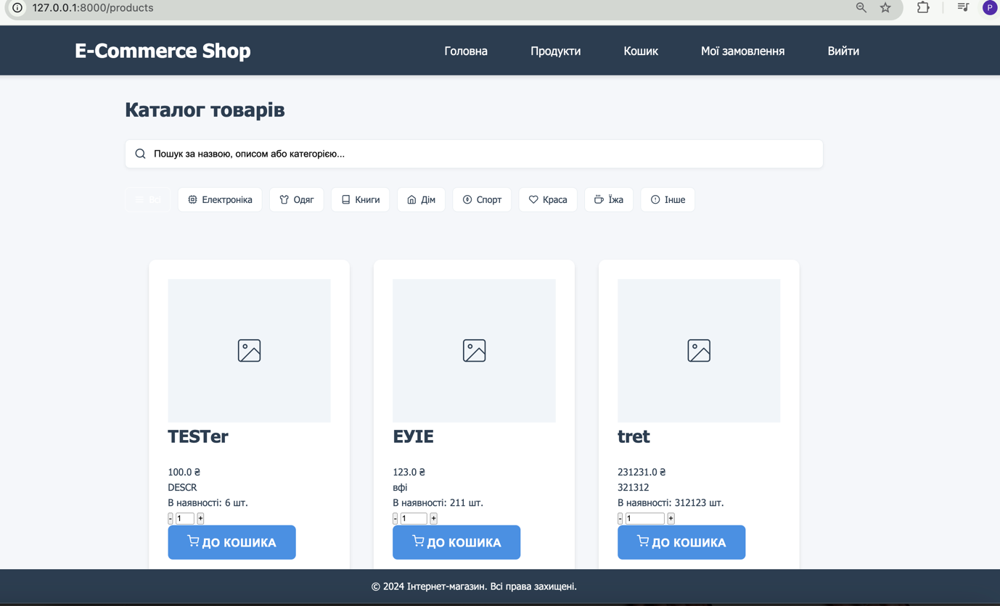 127.0.0.1:8000/products
P
E-Commerce Shop Головна Продукти Кошик Мої замовлення Вийти
Каталог товарів
Пошук за назвою, описом або категорією...
Всі Електроніка Одяг Книги Дім Спорт Краса Їжа Інше
TESTer ЕУІЕ tret
100.0 ₴ 123.0 ₴ 231231.0 ₴
DESCR вфі 321312
В наявності: 6 шт. В наявності: 211 шт. В наявності: 312123 шт.
- 1 + - 1 + - 1 +
ДО КОШИКА ДО КОШИКА ДО КОШИКА
© 2024 Інтернет-магазин. Всі права захищені.